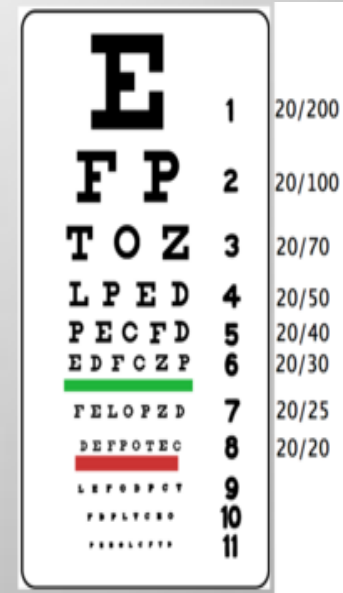 E 1 20/200
F P 2 20/100
T O Z 3 20/70
L P E D 4 20/50
P E C F D 5 20/40
E D F C Z P 6 20/30
F E L O P Z D 7 20/25
D E F P O T E C 8 20/20
9
10
11